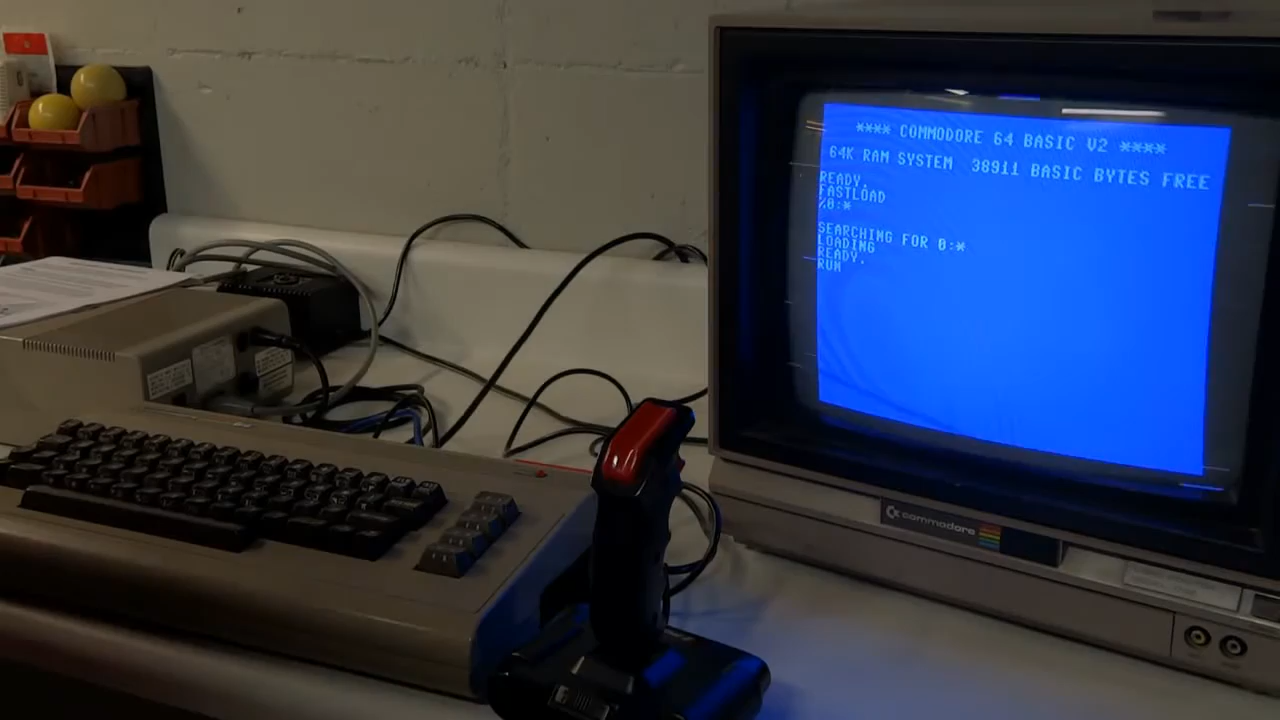 **** COMMODORE 64 BASIC V2 ****
64K RAM SYSTEM  38911 BASIC BYTES FREE
READY.
FASTLOAD
%0:*
SEARCHING FOR 0:*
LOADING
READY.
RUN
commodore